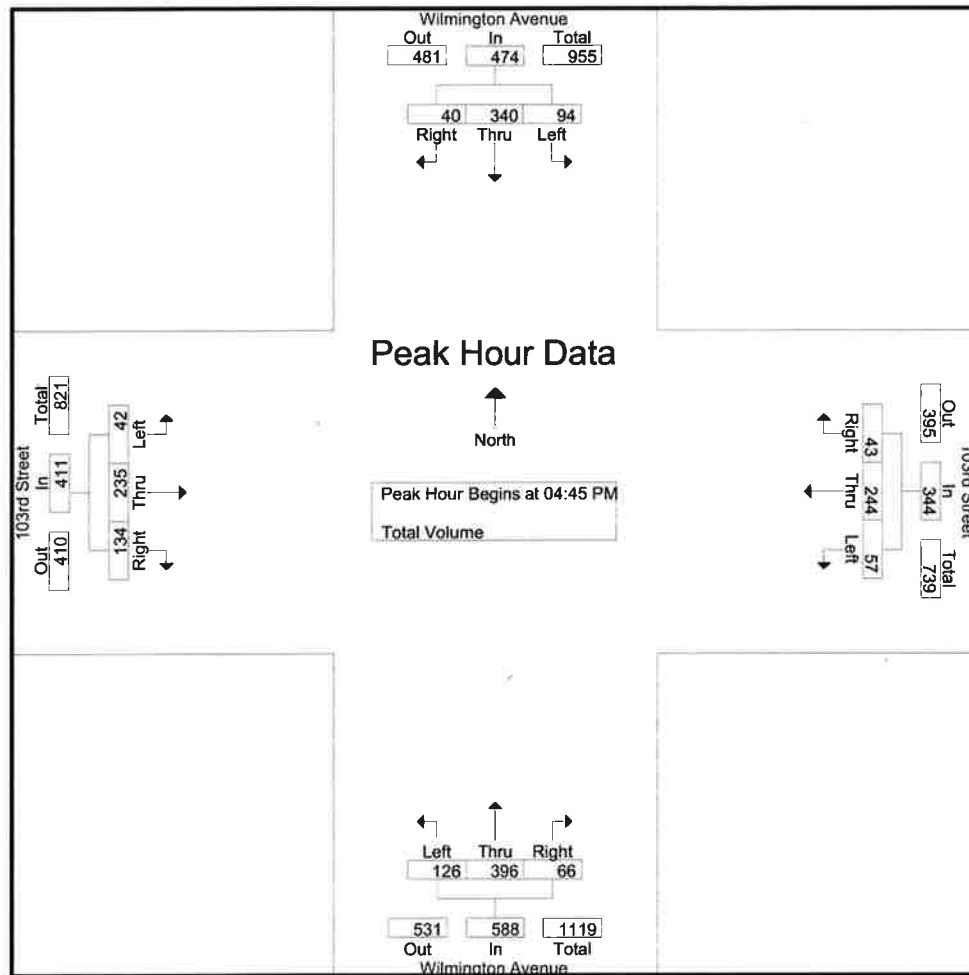 Wilmington Avenue
Out In Total
481 474 955
40 340 94
Right Thru Left
Peak Hour Data
North
Peak Hour Begins at 04:45 PM
Total Volume
103rd Street
Out In Total
410 411 821
134 235 42
Right Thru Left
103rd Street
Out In Total
395 344 739
43 244 57
Right Thru Left
Left Thru Right
126 396 66
531 588 1119
Out In Total
Wilmington Avenue